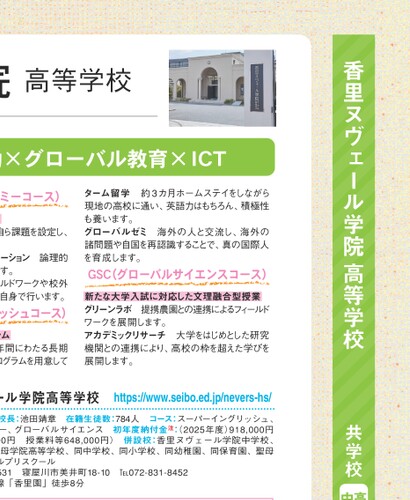 院 高等学校
×グローバル教育×ICT
ミーコース）
自ら課題を設定し、
ーション 論理的
す。
ルドワークや校外
自身で行います。
ッシュコース）
ム
年間にわたる長期
ログラムを用意して
ターム留学 約3カ月ホームステイをしながら
現地の高校に通い、英語力はもちろん、積極性
も養います。
グローバルゼミ 海外の人と交流し、海外の
諸問題や自国を再認識することで、真の国際人
を育成します。
GSC（グローバルサイエンスコース）
新たな大学入試に対応した文理融合型授業
グリーンラボ 提携農園との連携によるフィールド
ワークを展開します。
アカデミックリサーチ 大学をはじめとした研究
機関との連携により、高校の枠を超えた学びを
展開します。
ール学院高等学校 https://www.seibo.ed.jp/nevers-hs/
校長：池田靖章 在籍生徒数：784人 コース：スーパーイングリッシュ、
ー、グローバルサイエンス 初年度納付金注：（2025年度）918,000円
00円 授業料等648,000円） 併設校：香里ヌヴェール学院中学校、
母学院高等学校、同中学校、同小学校、同幼稚園、同保育園、聖母
ルプリスクール
31 寝屋川市美井町18-10 TEL072-831-8452
線「香里園」徒歩8分
香里ヌヴェール学院高等学校
共学校
高
中